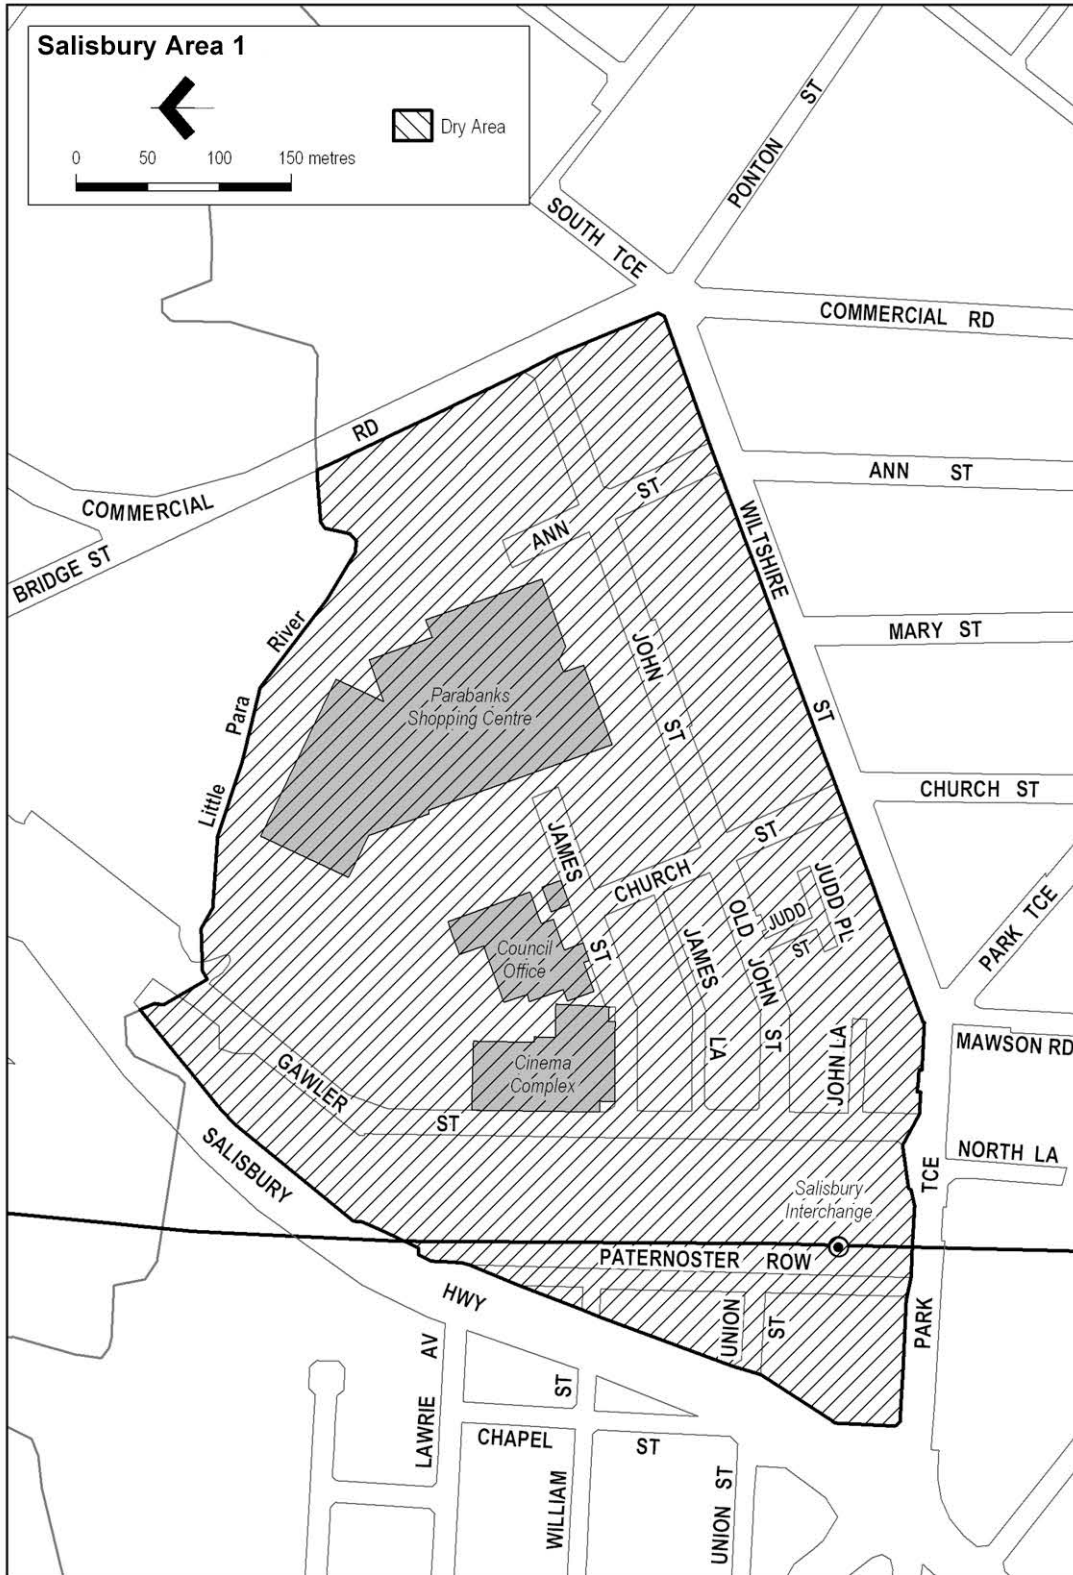 Salisbury Area 1
Dry Area
0 50 100 150 metres
PONTON ST
SOUTH TCE
COMMERCIAL RD
COMMERCIAL RD
BRIDGE ST
ANN ST
ANN ST
WILTSHIRE ST
MARY ST
Little Para River
Parabanks
Shopping Centre
JOHN ST
CHURCH ST
CHURCH ST
JAMES ST
JUDD PL
JUDD ST
OLD JOHN ST
JAMES LA
PARK TCE
Council
Office
Cinema
Complex
JOHN LA
MAWSON RD
GAWLER ST
NORTH LA
SALISBURY HWY
Salisbury
Interchange
PARK TCE
PATERNOSTER ROW
UNION ST
LAWRIE AV
WILLIAM ST
CHAPEL ST
UNION ST